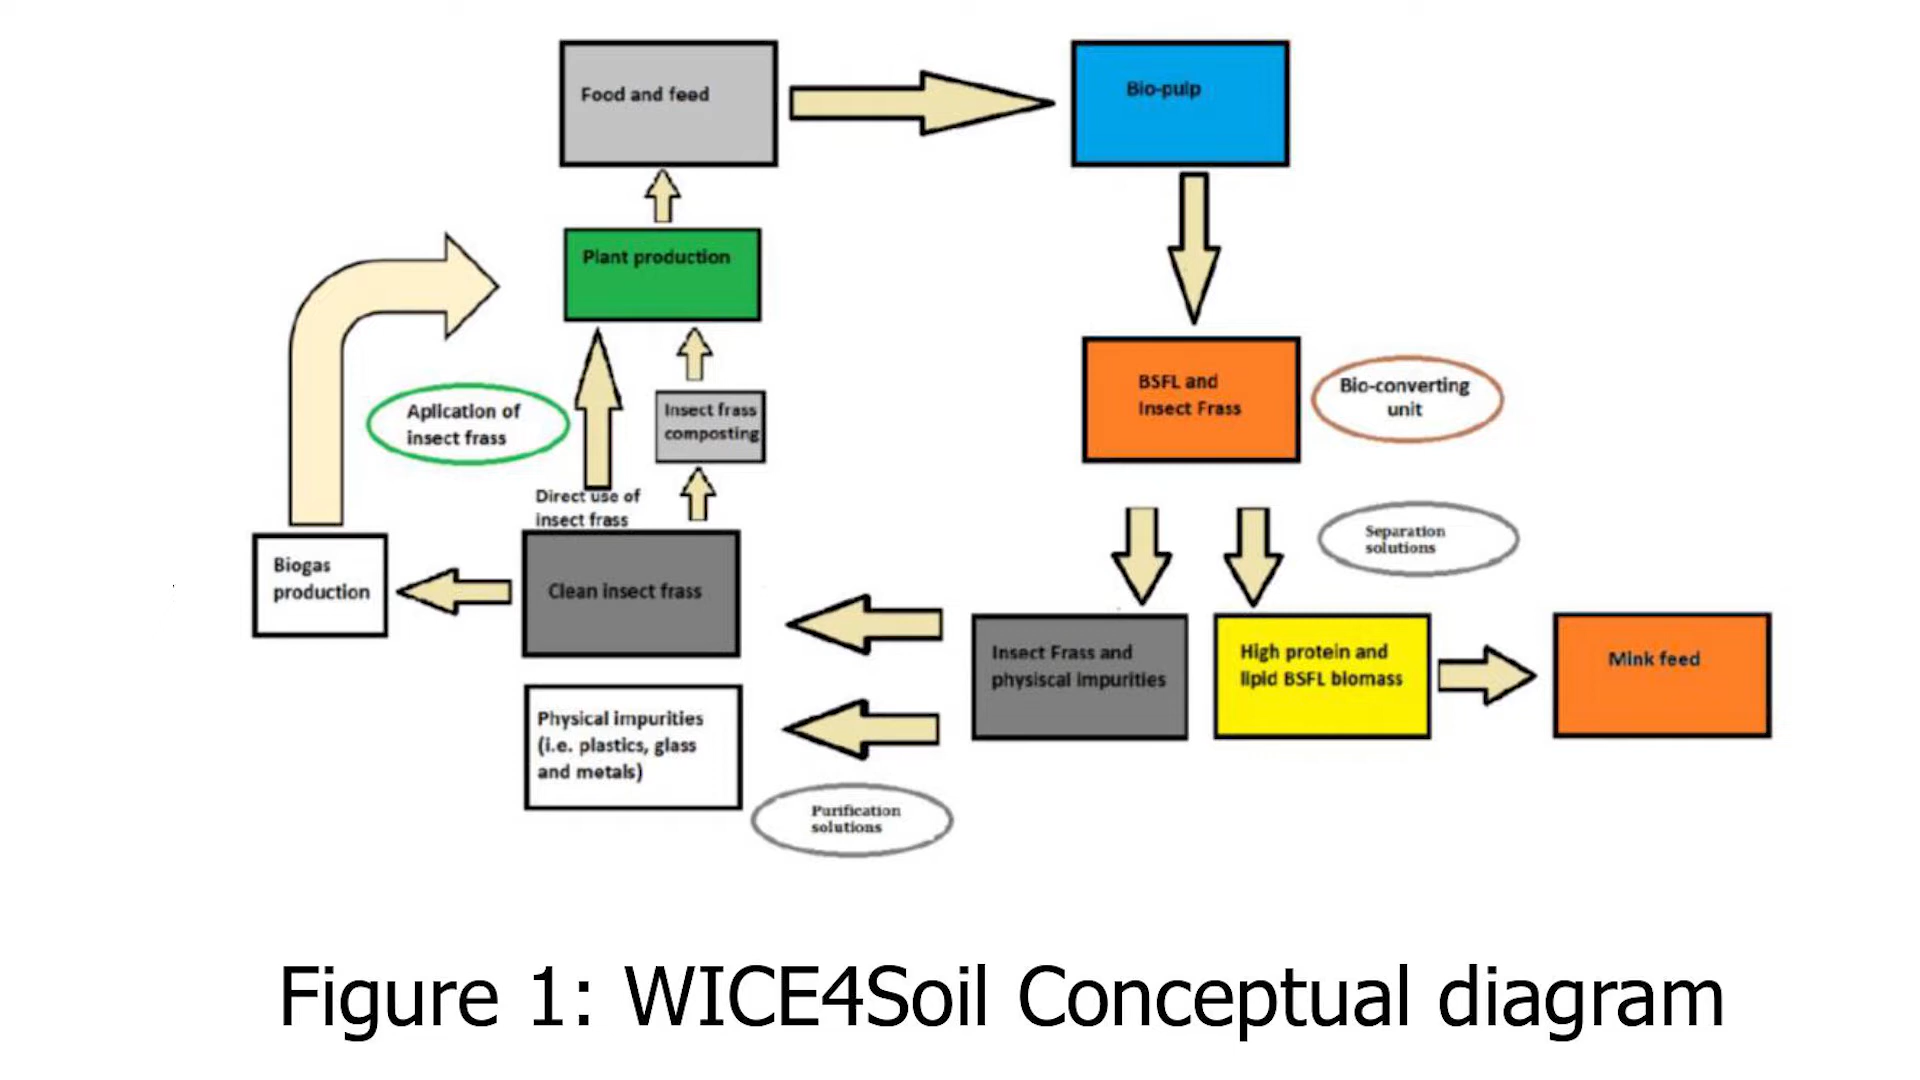 Food and feed
Bio-pulp
Plant production
BSFL and
Insect Frass
Bio-converting
unit
Aplication of
insect frass
Insect frass
composting
Direct use of
insect frass
Separation
solutions
Biogas
production
Clean insect frass
Insect Frass and
physiscal impurities
High protein and
lipid BSFL biomass
Mink feed
Physical impurities
(i.e. plastics, glass
and metals)
Purification
solutions
Figure 1: WICE4Soil Conceptual diagram